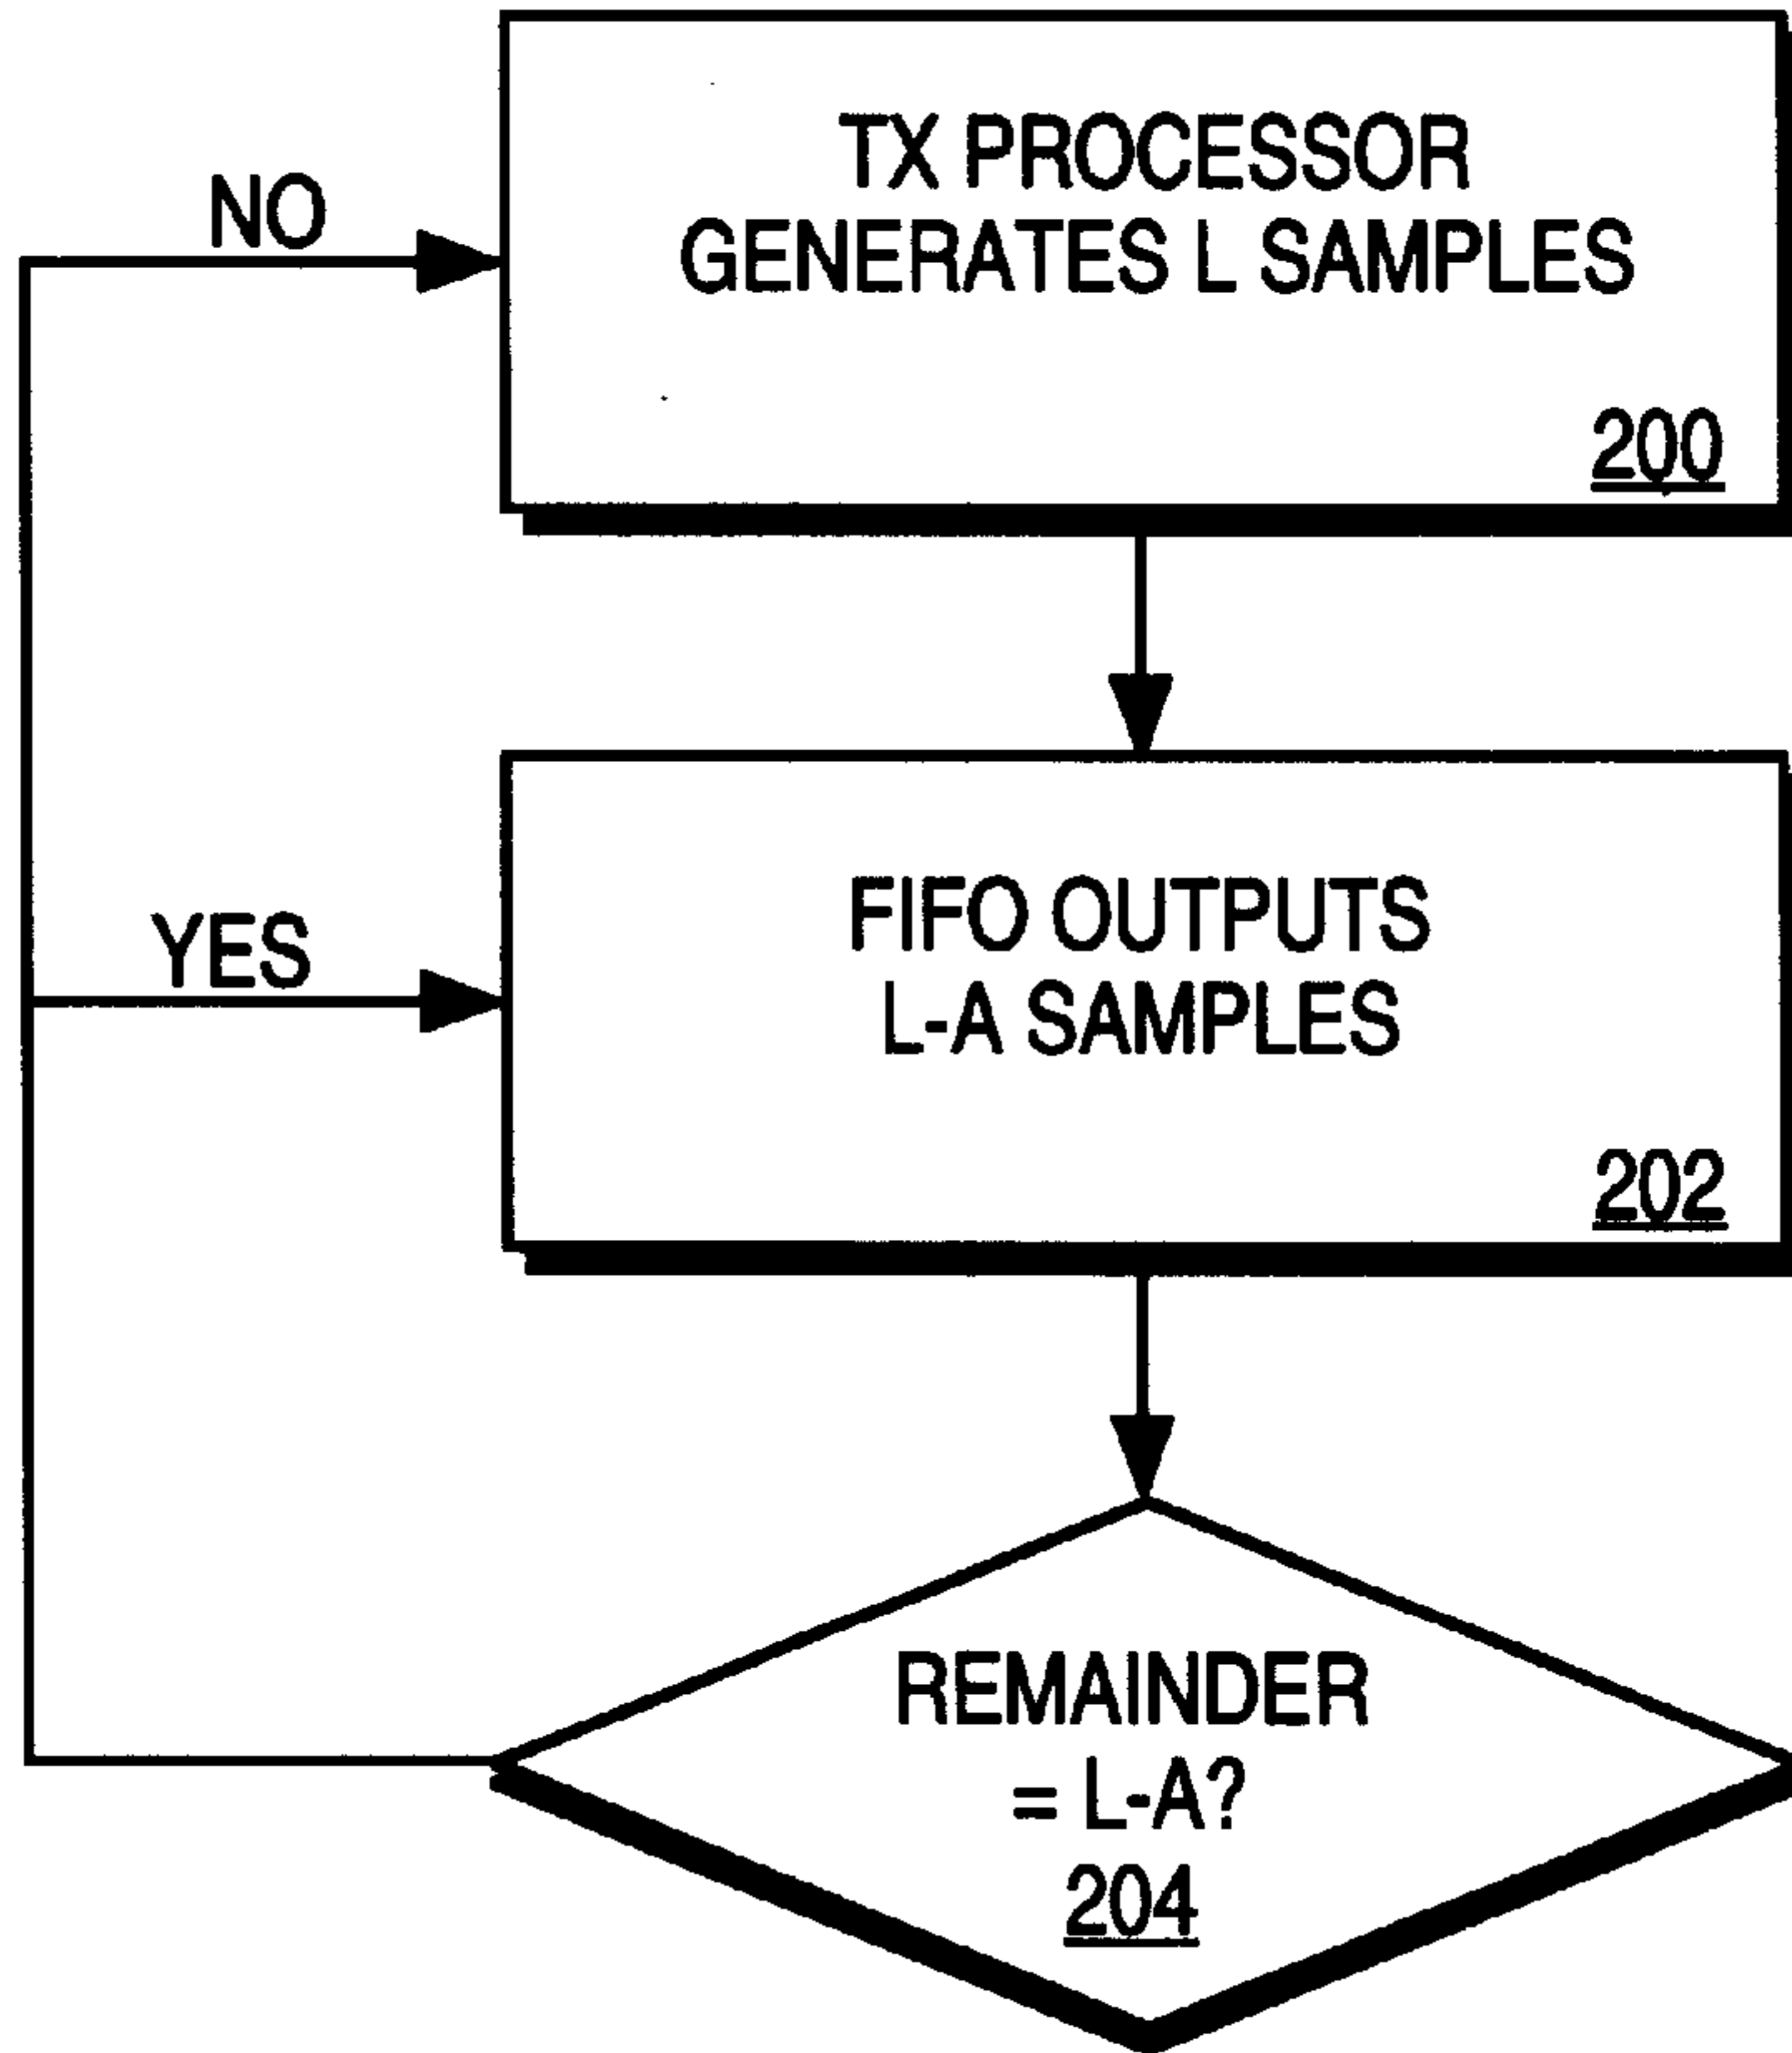 TX PROCESSOR
GENERATES L SAMPLES
200
NO
FIFO OUTPUTS
L-A SAMPLES
202
YES
REMAINDER
= L-A?
204